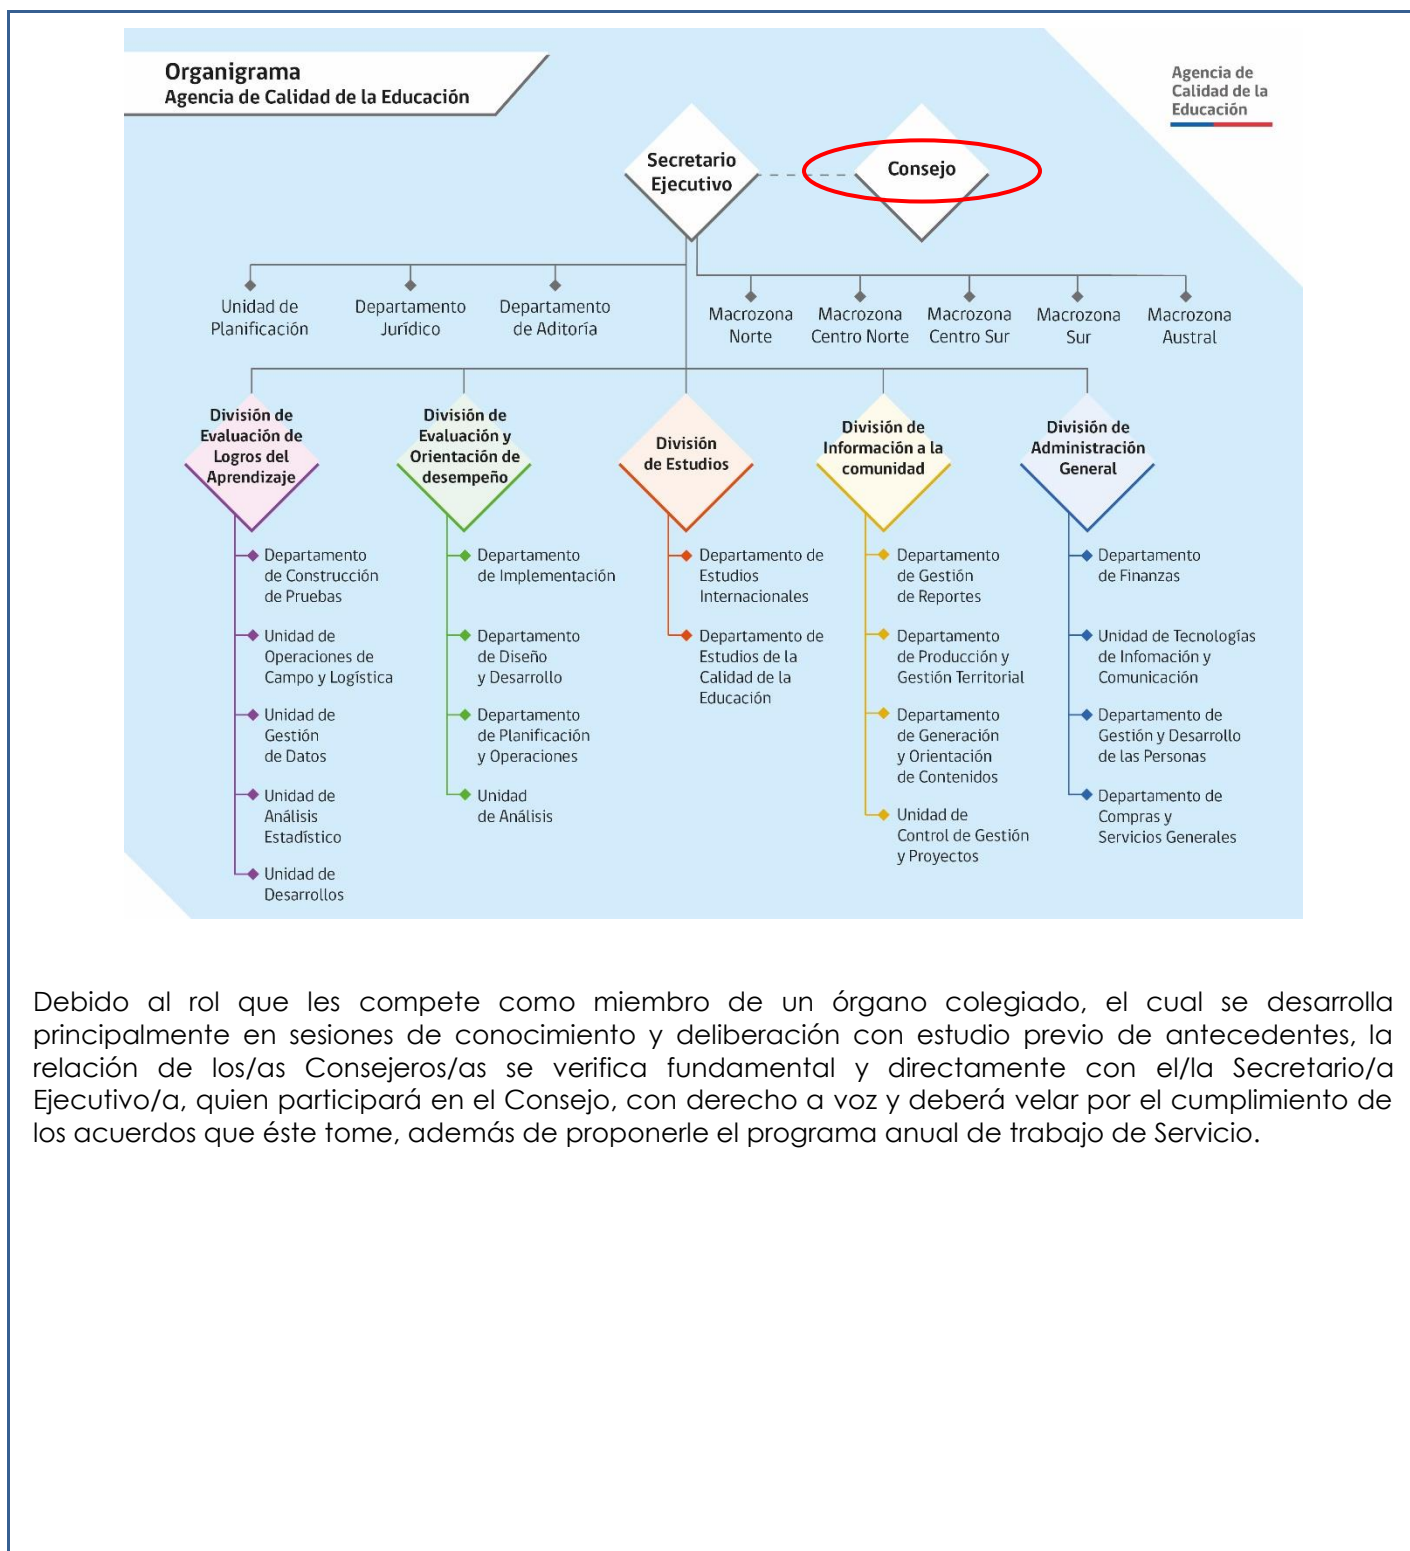 Organigrama
Agencia de Calidad de la Educación
Agencia de
Calidad de la
Educación
Secretario
Ejecutivo
Consejo
Unidad de
Planificación
Departamento
Jurídico
Departamento
de Aditoría
Macrozona
Norte
Macrozona
Centro Norte
Macrozona
Centro Sur
Macrozona
Sur
Macrozona
Austral
División de
Evaluación de
Logros del
Aprendizaje
División de
Evaluación y
Orientación de
desempeño
División
de Estudios
División de
Información a la
comunidad
División de
Administración
General
Departamento
de Construcción
de Pruebas
Unidad de
Operaciones de
Campo y Logística
Unidad de
Gestión
de Datos
Unidad de
Análisis
Estadístico
Unidad de
Desarrollos
Departamento
de Implementación
Departamento
de Diseño
y Desarrollo
Departamento
de Planificación
y Operaciones
Unidad
de Análisis
Departamento de
Estudios
Internacionales
Departamento de
Estudios de la
Calidad de la
Educación
Departamento
de Gestión
de Reportes
Departamento
de Producción y
Gestión Territorial
Departamento
de Generación
y Orientación
de Contenidos
Unidad de
Control de Gestión
y Proyectos
Departamento
de Finanzas
Unidad de Tecnologías
de Infomación y
Comunicación
Departamento de
Gestión y Desarrollo
de las Personas
Departamento de
Compras y
Servicios Generales
Debido al rol que les compete como miembro de un órgano colegiado, el cual se desarrolla
principalmente en sesiones de conocimiento y deliberación con estudio previo de antecedentes, la
relación de los/as Consejeros/as se verifica fundamental y directamente con el/la Secretario/a
Ejecutivo/a, quien participará en el Consejo, con derecho a voz y deberá velar por el cumplimiento de
los acuerdos que éste tome, además de proponerle el programa anual de trabajo de Servicio.